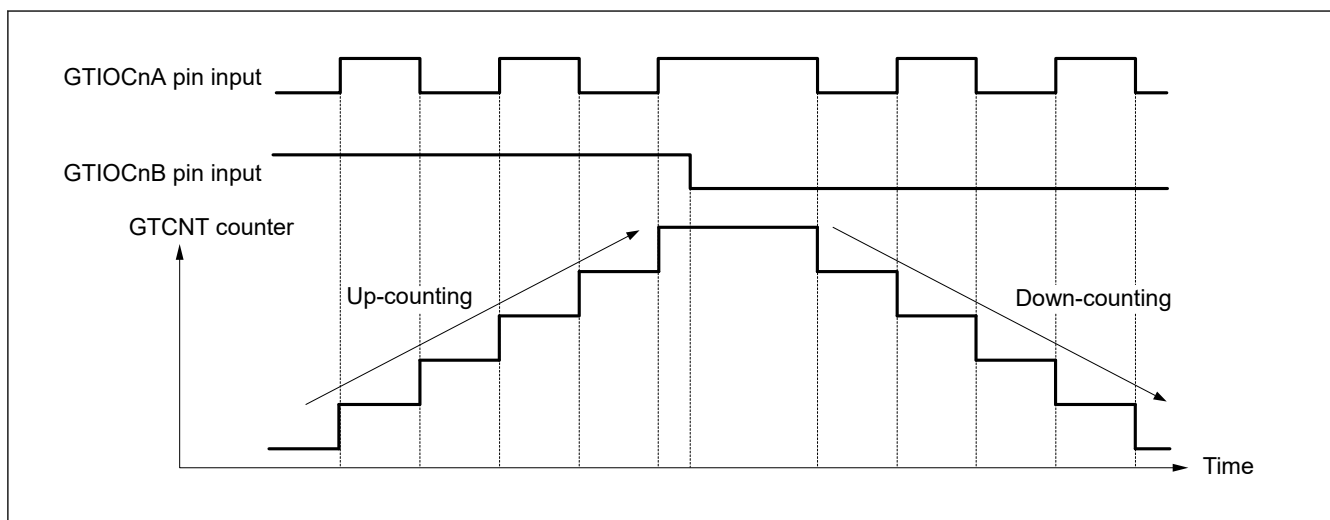 GTIOCnA pin input
GTIOCnB pin input
GTCNT counter
Up-counting
Down-counting
Time